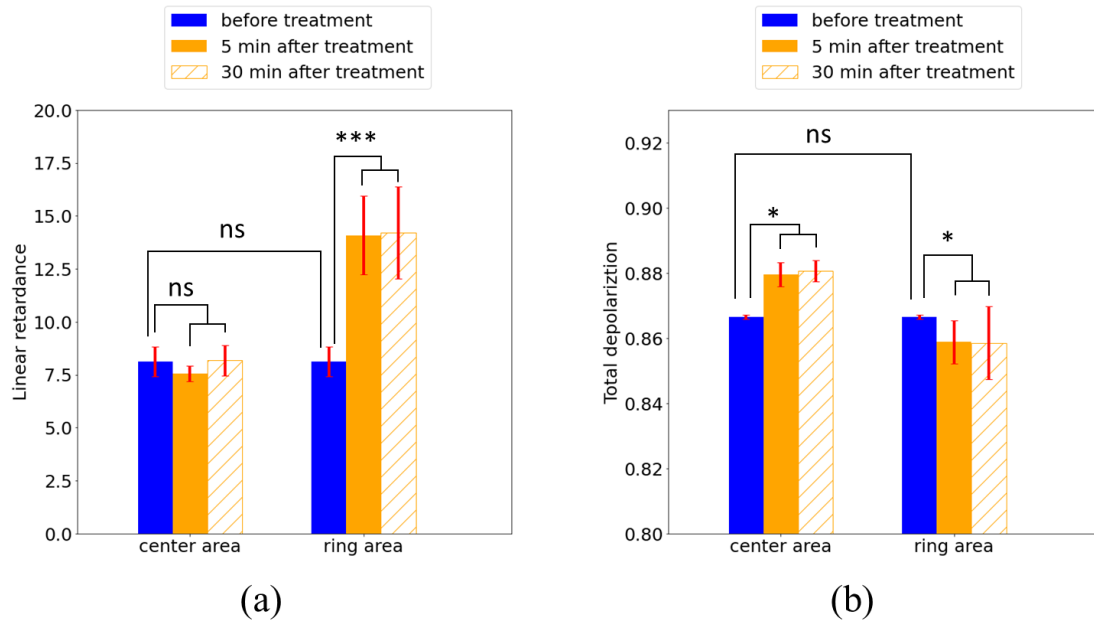 before treatment
5 min after treatment
30 min after treatment
20.0
17.5
15.0
12.5
10.0
7.5
5.0
2.5
0.0
Linear retardance
***
ns
ns
center area
ring area
(a)
before treatment
5 min after treatment
30 min after treatment
0.92
0.90
0.88
0.86
0.84
0.82
0.80
Total depolariztion
ns
*
*
center area
ring area
(b)